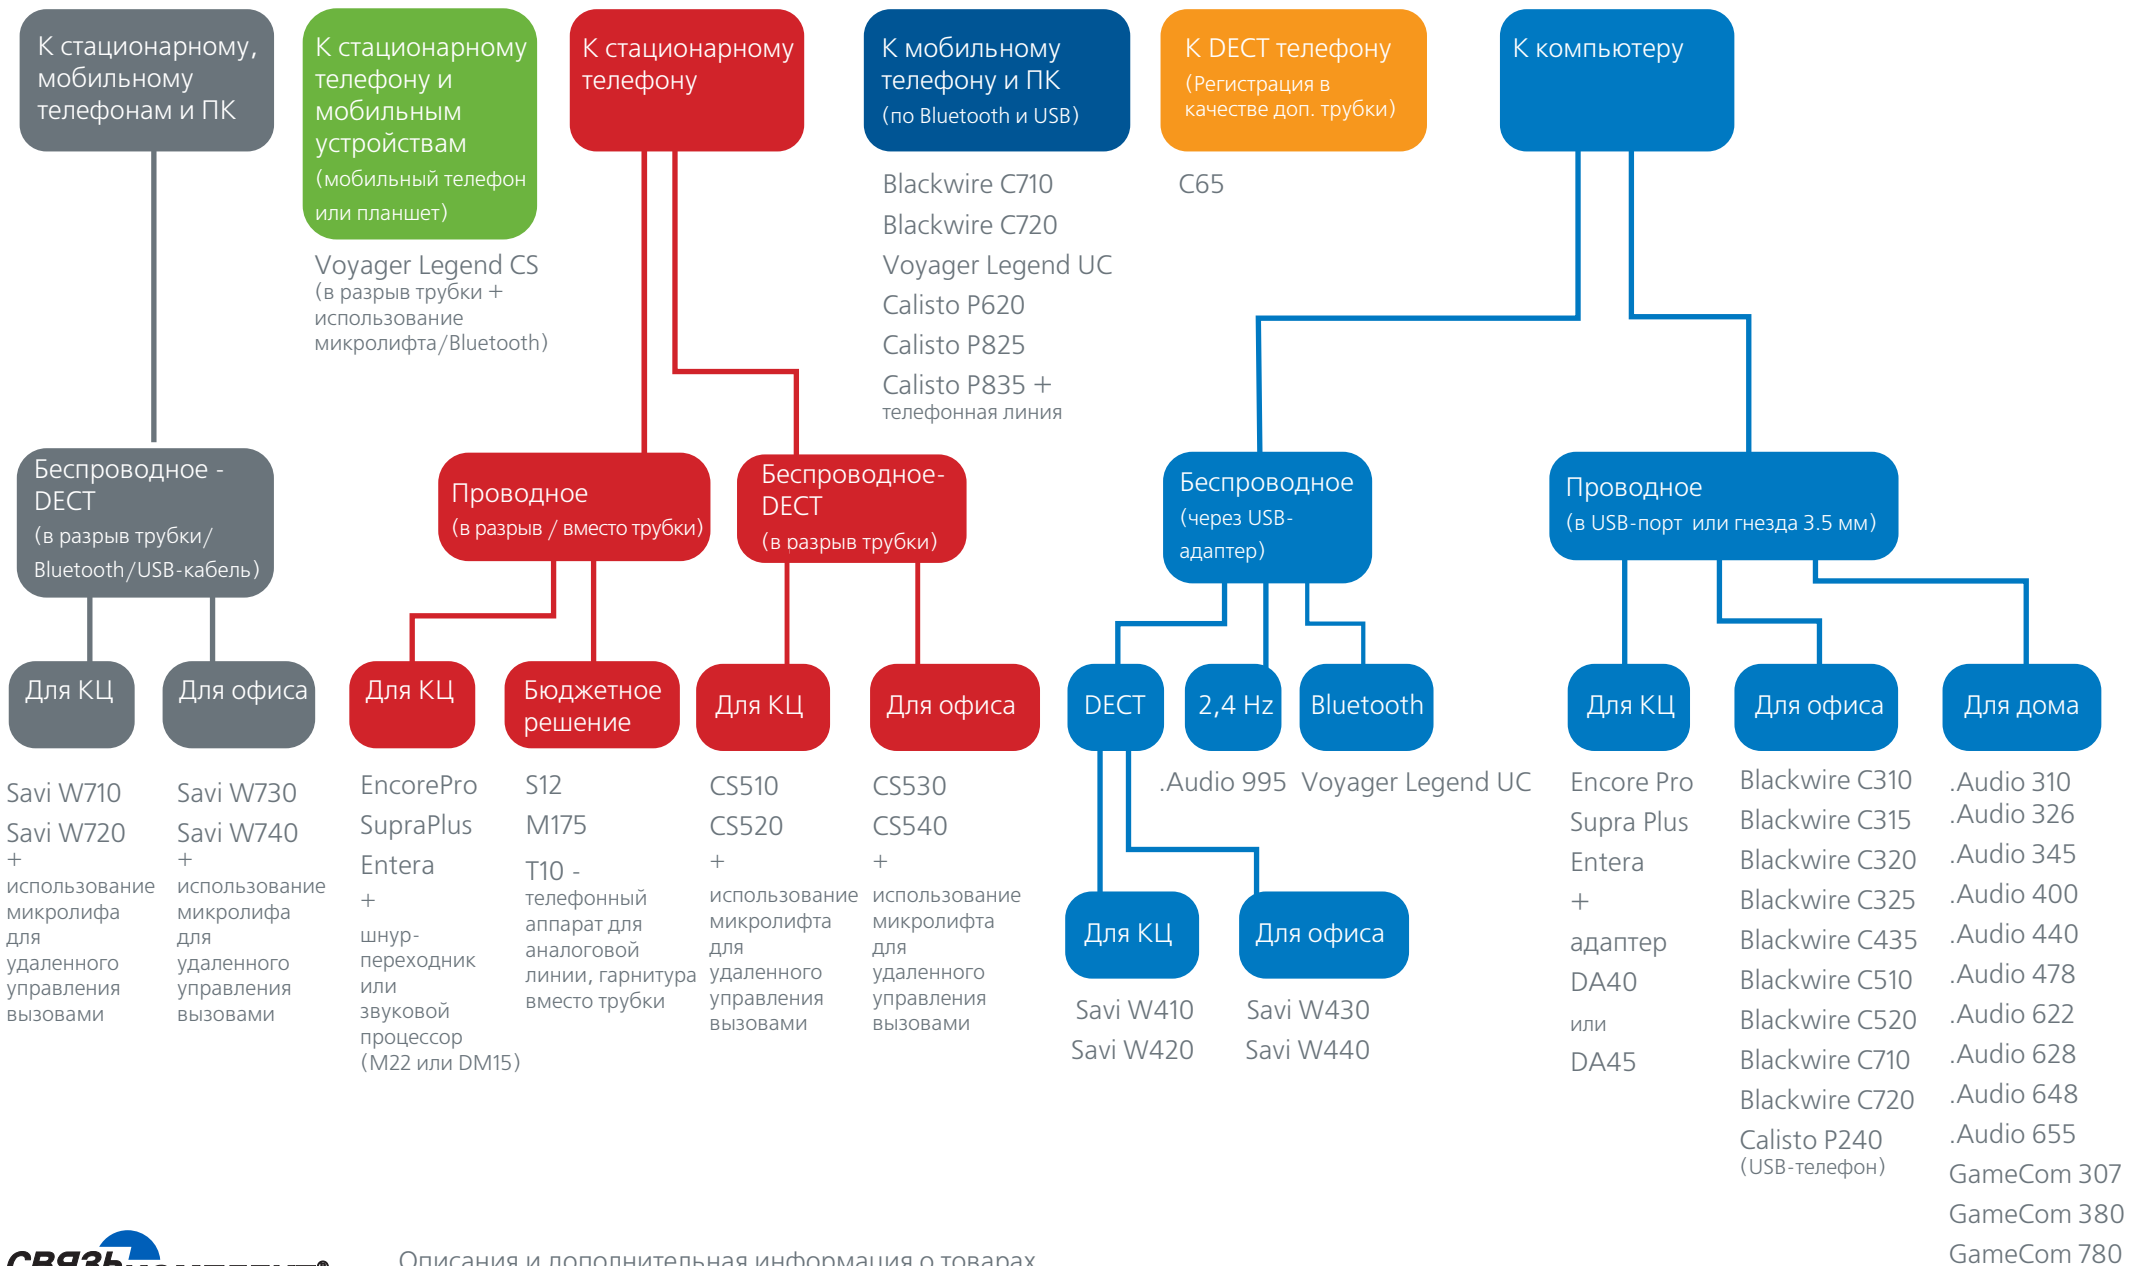 К стационарному,
мобильному
телефонам и ПК
К стационарному
телефону и
мобильным
устройствам
(мобильный телефон
или планшет)
К стационарному
телефону
К мобильному
телефону и ПК
(по Bluetooth и USB)
К DECT телефону
(Регистрация в
качестве доп. трубки)
К компьютеру
Voyager Legend CS
(в разрыв трубки +
использование
микролифта/Bluetooth)
Blackwire C710
Blackwire C720
Voyager Legend UC
Calisto P620
Calisto P825
Calisto P835 +
телефонная линия
C65
Беспроводное -
DECT
(в разрыв трубки/
Bluetooth/USB-кабель)
Проводное
(в разрыв / вместо трубки)
Беспроводное-
DECT
(в разрыв трубки)
Беспроводное
(через USB-
адаптер)
Проводное
(в USB-порт или гнезда 3.5 мм)
Для КЦ
Savi W710
Savi W720
+
использование
микролифа
для
удаленного
управления
вызовами
Для офиса
Savi W730
Savi W740
+
использование
микролифа
для
удаленного
управления
вызовами
Для КЦ
EncorePro
SupraPlus
Entera
+
шнур-
переходник
или
звуковой
процессор
(M22 или DM15)
Бюджетное
решение
S12
M175
T10 -
телефонный
аппарат для
аналоговой
линии, гарнитура
вместо трубки
Для КЦ
CS510
CS520
+
использование
микролифта
для
удаленного
управления
вызовами
Для офиса
CS530
CS540
+
использование
микролифта
для
удаленного
управления
вызовами
DECT
2,4 Hz
.Audio 995
Bluetooth
Voyager Legend UC
Для КЦ
Savi W410
Savi W420
Для офиса
Savi W430
Savi W440
Для КЦ
Encore Pro
Supra Plus
Entera
+
адаптер
DA40
или
DA45
Для офиса
Blackwire C310
Blackwire C315
Blackwire C320
Blackwire C325
Blackwire C435
Blackwire C510
Blackwire C520
Blackwire C710
Blackwire C720
Calisto P240
(USB-телефон)
Для дома
.Audio 310
.Audio 326
.Audio 345
.Audio 400
.Audio 440
.Audio 478
.Audio 622
.Audio 628
.Audio 648
.Audio 655
GameCom 307
GameCom 380
GameCom 780
СВЯЗЬ
КОМПЛЕКТ®
Описания и дополнительная информация о товарах